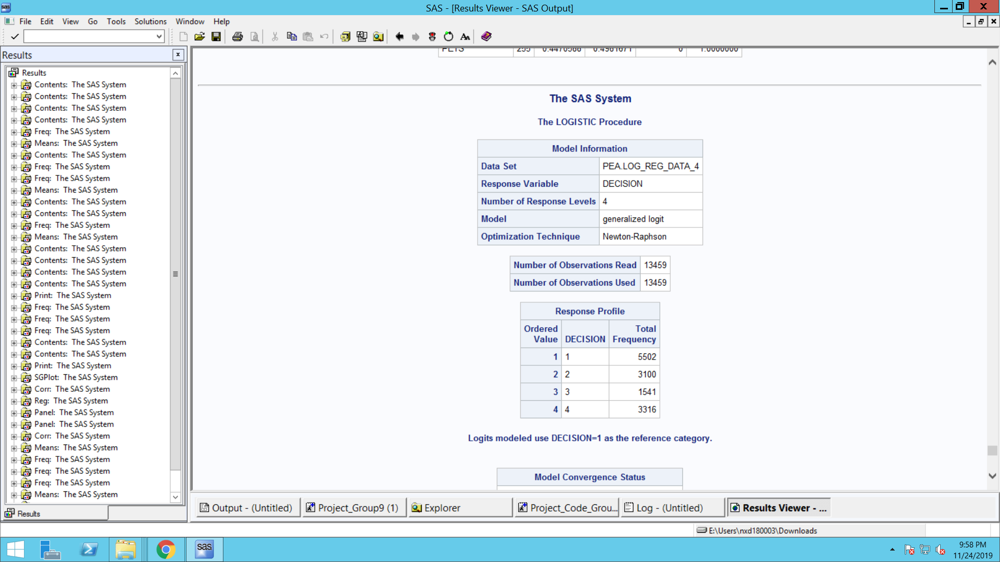 SAS - [Results Viewer - SAS Output]
File Edit View Go Tools Solutions Window Help
Results
Results
Contents: The SAS System
Contents: The SAS System
Contents: The SAS System
Contents: The SAS System
Freq: The SAS System
Means: The SAS System
Contents: The SAS System
Freq: The SAS System
Freq: The SAS System
Means: The SAS System
Contents: The SAS System
Contents: The SAS System
Freq: The SAS System
Means: The SAS System
Contents: The SAS System
Contents: The SAS System
Contents: The SAS System
Contents: The SAS System
Print: The SAS System
Freq: The SAS System
Freq: The SAS System
Freq: The SAS System
Contents: The SAS System
Contents: The SAS System
Print: The SAS System
SGPlot: The SAS System
Corr: The SAS System
Reg: The SAS System
Panel: The SAS System
Panel: The SAS System
Corr: The SAS System
Means: The SAS System
Freq: The SAS System
Freq: The SAS System
Freq: The SAS System
Means: The SAS System
Results
PETS 255 0.4470588 0.4981671 0 1.0000000
The SAS System
The LOGISTIC Procedure
Model Information
Data Set PEA.LOG_REG_DATA_4
Response Variable DECISION
Number of Response Levels 4
Model generalized logit
Optimization Technique Newton-Raphson
Number of Observations Read 13459
Number of Observations Used 13459
Response Profile
Ordered Value DECISION Total Frequency
1 1 5502
2 2 3100
3 3 1541
4 4 3316
Logits modeled use DECISION=1 as the reference category.
Model Convergence Status
Output - (Untitled) Project_Group9 (1) Explorer Project_Code_Grou... Log - (Untitled) Results Viewer - ...
E:\Users\nxd180003\Downloads
sas
9:58 PM
11/24/2019